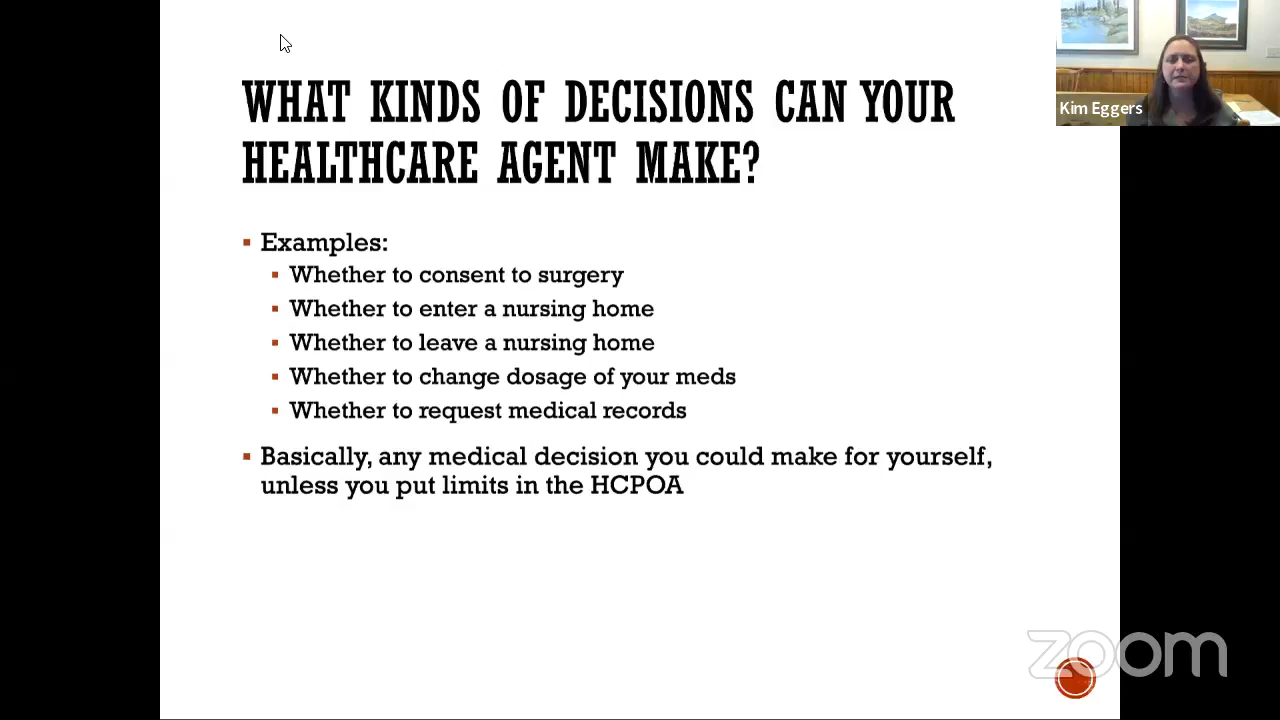 WHAT KINDS OF DECISIONS CAN YOUR
HEALTHCARE AGENT MAKE?
Kim Eggers
▪ Examples:
▪ Whether to consent to surgery
▪ Whether to enter a nursing home
▪ Whether to leave a nursing home
▪ Whether to change dosage of your meds
▪ Whether to request medical records
▪ Basically, any medical decision you could make for yourself,
unless you put limits in the HCPOA
zoom